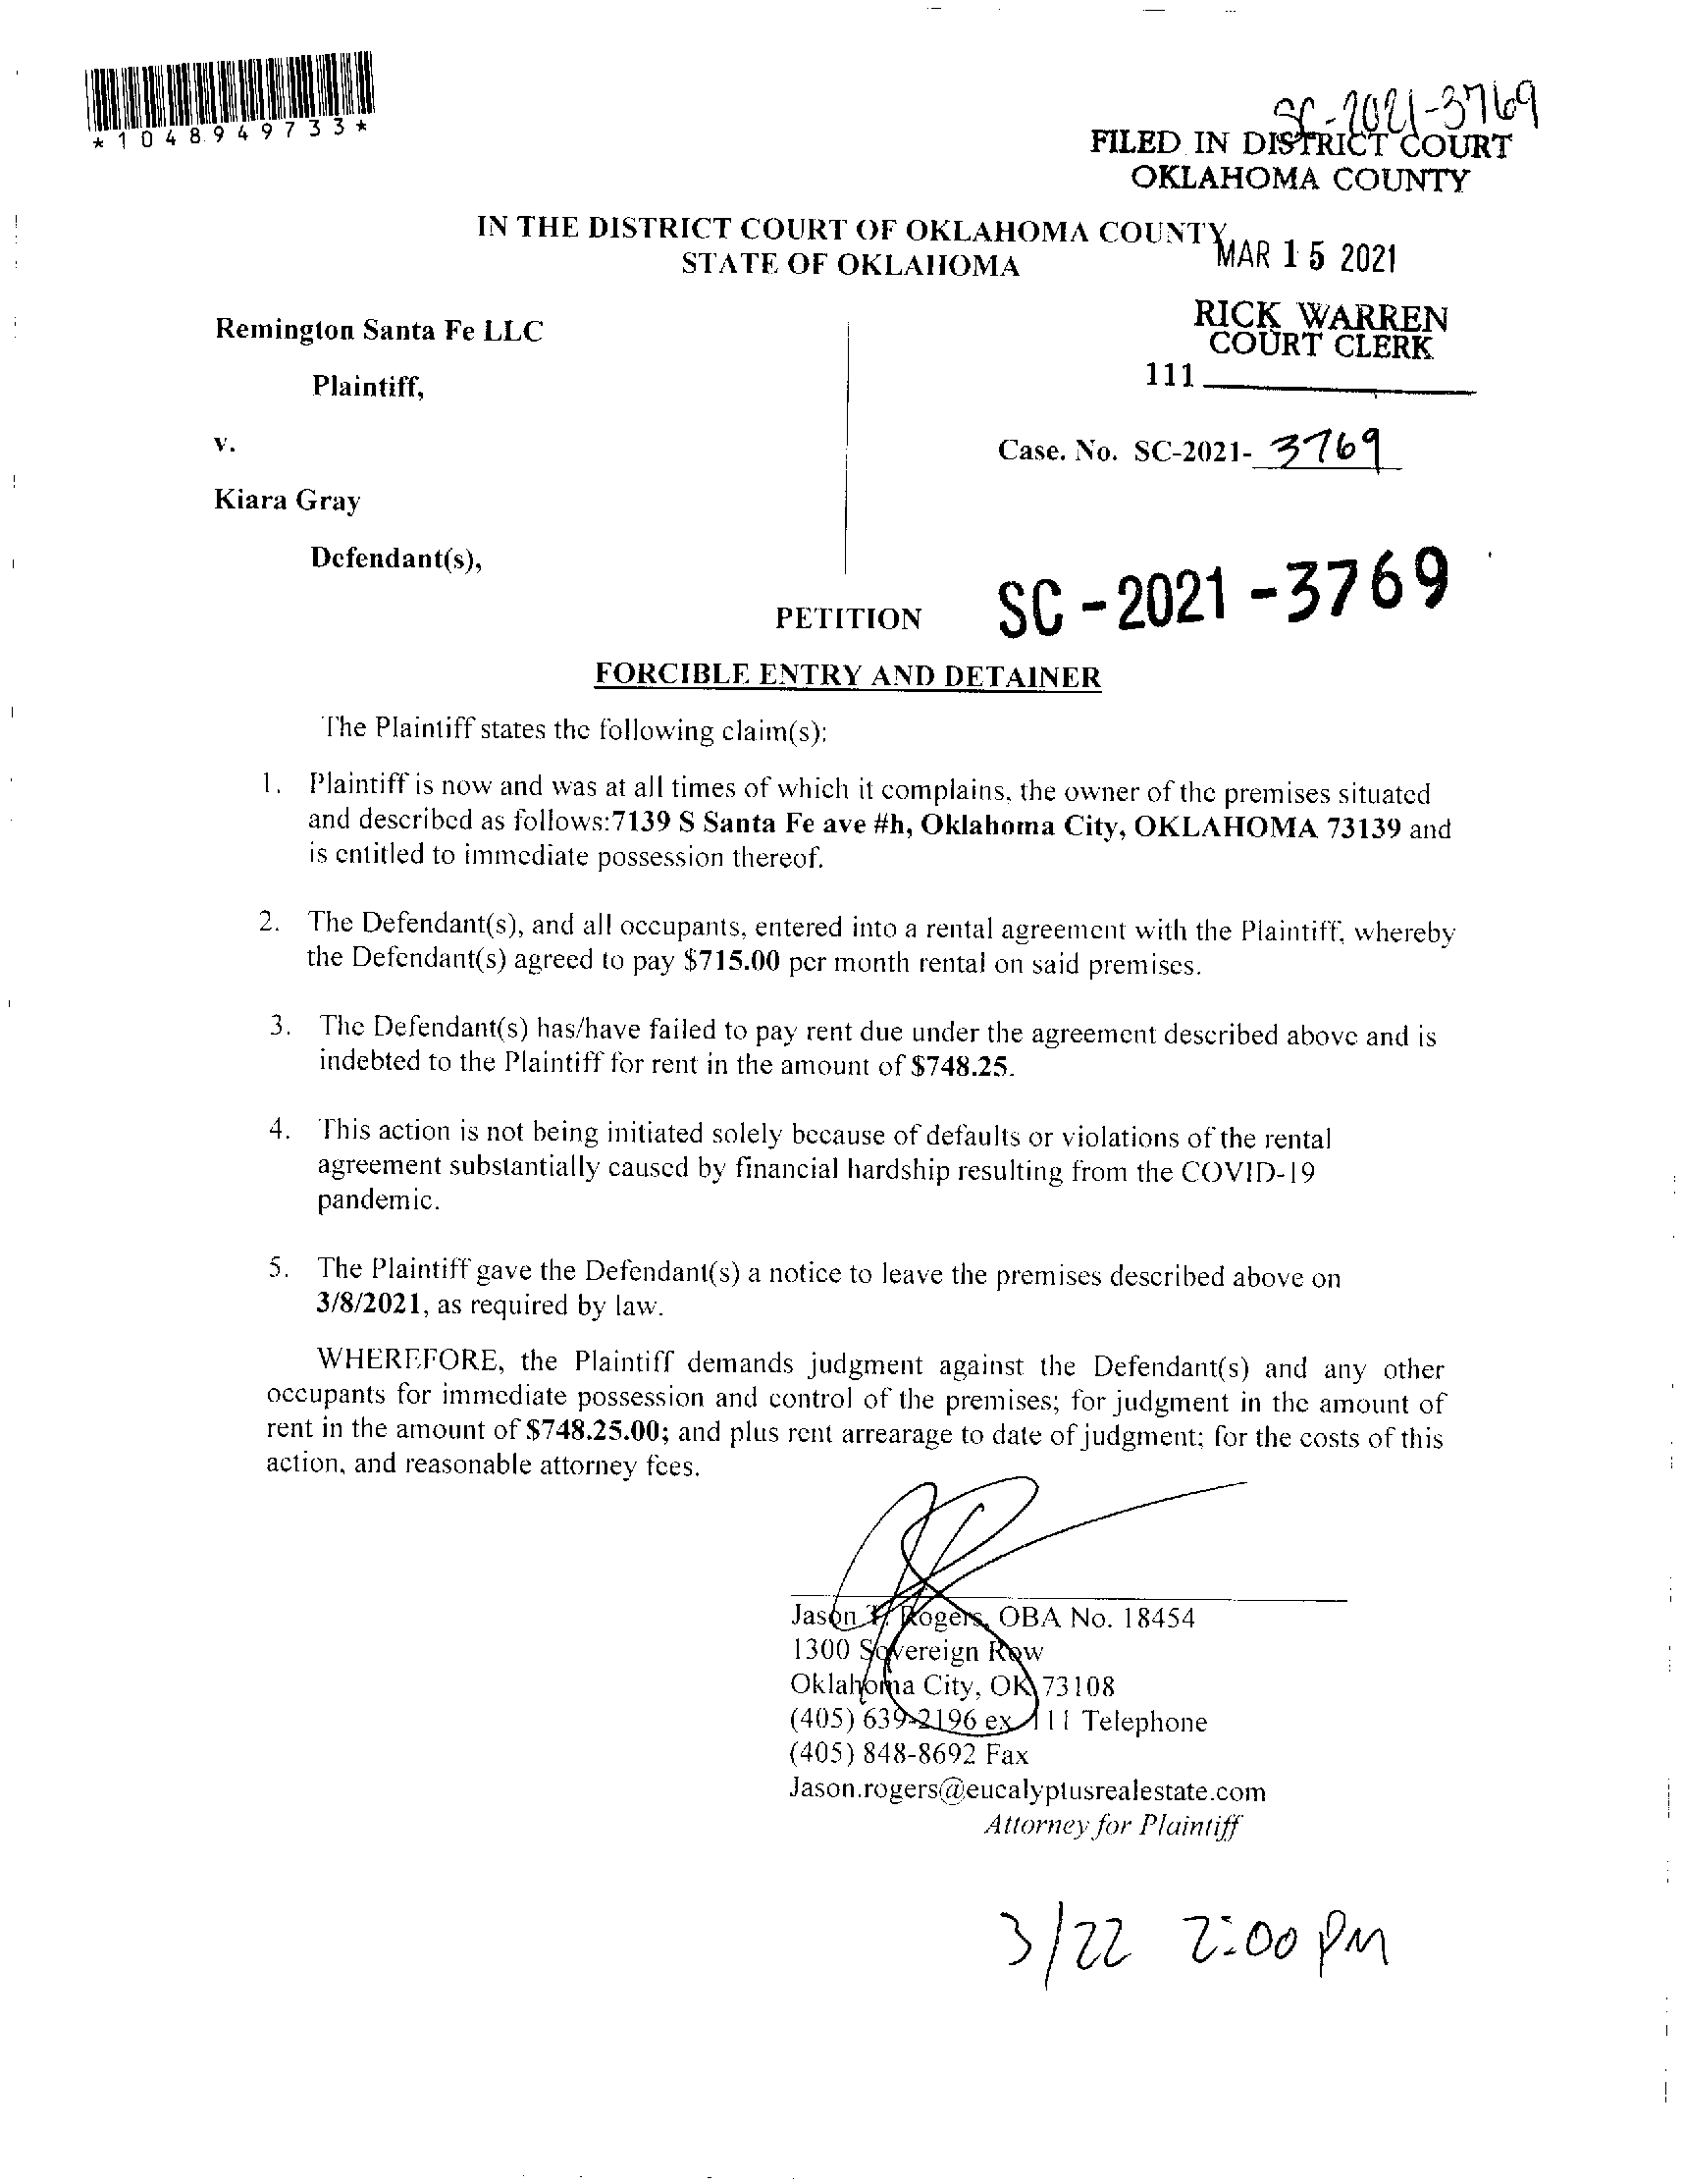 *1048949733*
SC-2021-3769
FILED IN DISTRICT COURT
OKLAHOMA COUNTY
IN THE DISTRICT COURT OF OKLAHOMA COUNTY
STATE OF OKLAHOMA
MAR 15 2021
RICK WARREN
COURT CLERK
111
Remington Santa Fe LLC
Plaintiff,
v.
Case. No. SC-2021- 3769
Kiara Gray
Defendant(s),
SC-2021-3769
PETITION
FORCIBLE ENTRY AND DETAINER
The Plaintiff states the following claim(s):
1. Plaintiff is now and was at all times of which it complains, the owner of the premises situated
and described as follows:7139 S Santa Fe ave #h, Oklahoma City, OKLAHOMA 73139 and
is entitled to immediate possession thereof.
2. The Defendant(s), and all occupants, entered into a rental agreement with the Plaintiff, whereby
the Defendant(s) agreed to pay $715.00 per month rental on said premises.
3. The Defendant(s) has/have failed to pay rent due under the agreement described above and is
indebted to the Plaintiff for rent in the amount of $748.25.
4. This action is not being initiated solely because of defaults or violations of the rental
agreement substantially caused by financial hardship resulting from the COVID-19
pandemic.
5. The Plaintiff gave the Defendant(s) a notice to leave the premises described above on
3/8/2021, as required by law.
WHEREFORE, the Plaintiff demands judgment against the Defendant(s) and any other
occupants for immediate possession and control of the premises; for judgment in the amount of
rent in the amount of $748.25.00; and plus rent arrearage to date of judgment; for the costs of this
action, and reasonable attorney fees.
Jason Rogers, OBA No. 18454
1300 Sovereign Row
Oklahoma City, OK 73108
(405) 639-2196 ex 111 Telephone
(405) 848-8692 Fax
Jason.rogers@eucalyptusrealestate.com
Attorney for Plaintiff
3/22 2:00 PM